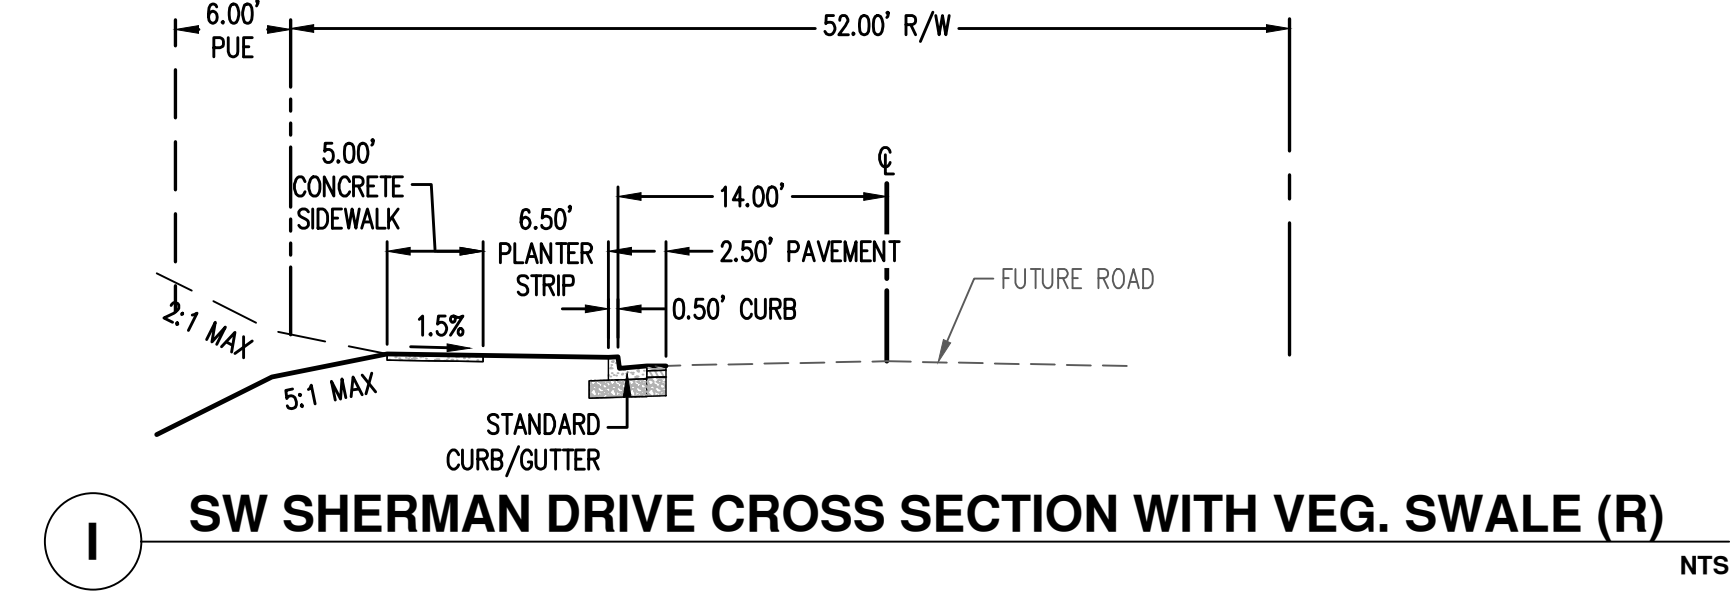 6.00'
PUE
52.00' R/W
5.00'
CONCRETE
SIDEWALK
6.50'
PLANTER
STRIP
14.00'
℄
2.50' PAVEMENT
0.50' CURB
FUTURE ROAD
2:1 MAX
1.5%
5:1 MAX
STANDARD
CURB/GUTTER
I
SW SHERMAN DRIVE CROSS SECTION WITH VEG. SWALE (R)
NTS